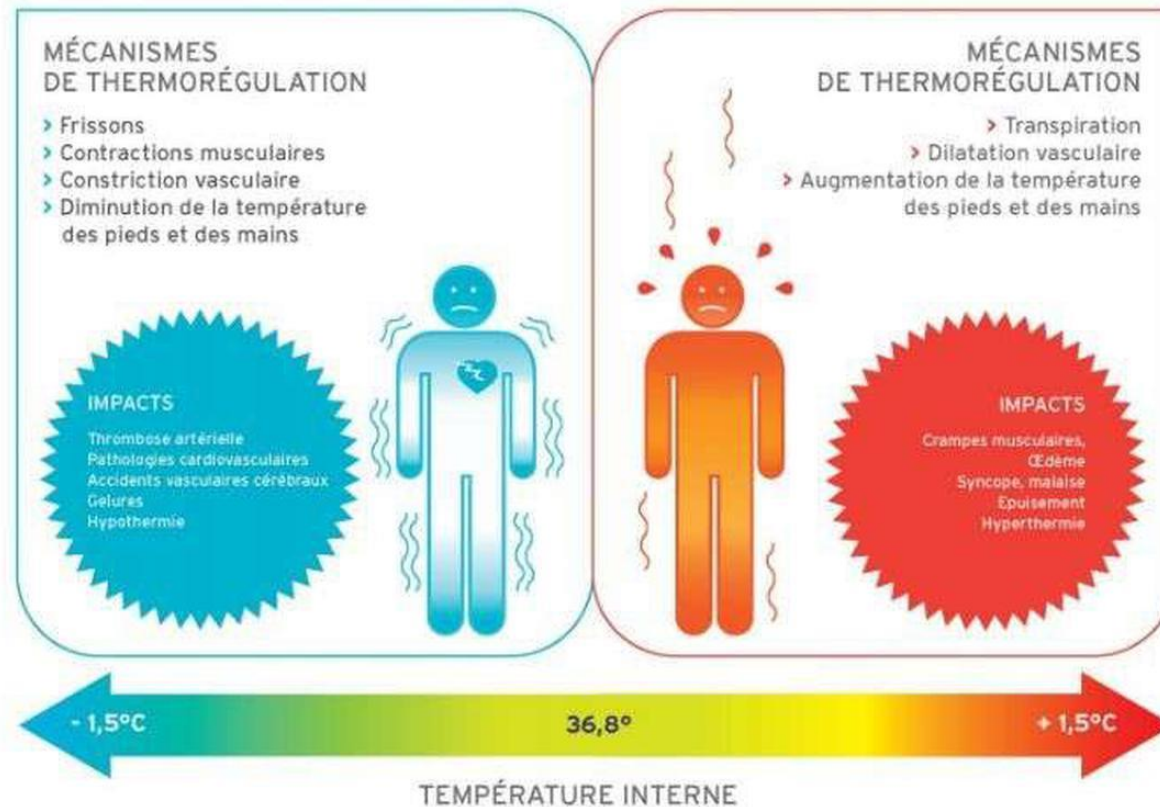 MÉCANISMES
DE THERMORÉGULATION
> Frissons
> Contractions musculaires
> Constriction vasculaire
> Diminution de la température
des pieds et des mains
IMPACTS
Thrombose artérielle
Pathologies cardiovasculaires
Accidents vasculaires cérébraux
Gelures
Hypothermie
MÉCANISMES
DE THERMORÉGULATION
> Transpiration
> Dilatation vasculaire
> Augmentation de la température
des pieds et des mains
IMPACTS
Crampes musculaires,
Œdème
Syncope, malaise
Epuisement
Hyperthermie
- 1,5°C
36,8°
+ 1,5°C
TEMPÉRATURE INTERNE